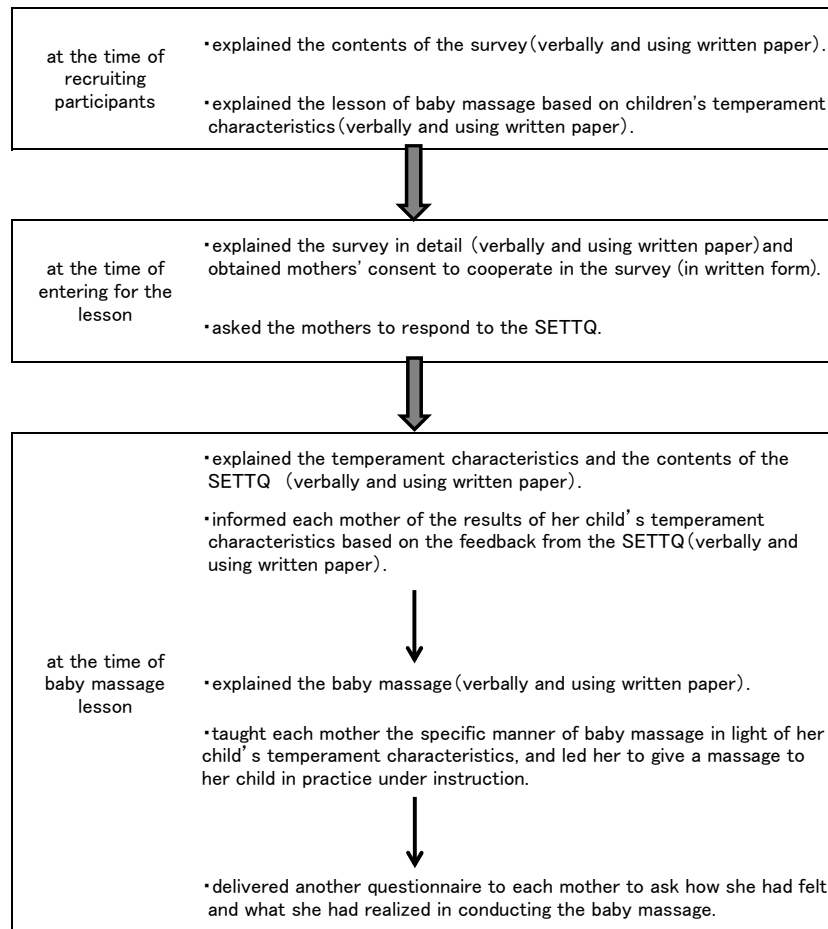 at the time of
recruiting
participants
・explained the contents of the survey(verbally and using written paper).
・explained the lesson of baby massage based on children's temperament
characteristics(verbally and using written paper).
at the time of
entering for the
lesson
・explained the survey in detail (verbally and using written paper)and
obtained mothers' consent to cooperate in the survey (in written form).
・asked the mothers to respond to the SETTQ.
at the time of
baby massage
lesson
・explained the temperament characteristics and the contents of the
SETTQ (verbally and using written paper).
・informed each mother of the results of her child's temperament
characteristics based on the feedback from the SETTQ(verbally and
using written paper).
・explained the baby massage(verbally and using written paper).
・taught each mother the specific manner of baby massage in light of her
child's temperament characteristics, and led her to give a massage to
her child in practice under instruction.
・delivered another questionnaire to each mother to ask how she had felt
and what she had realized in conducting the baby massage.